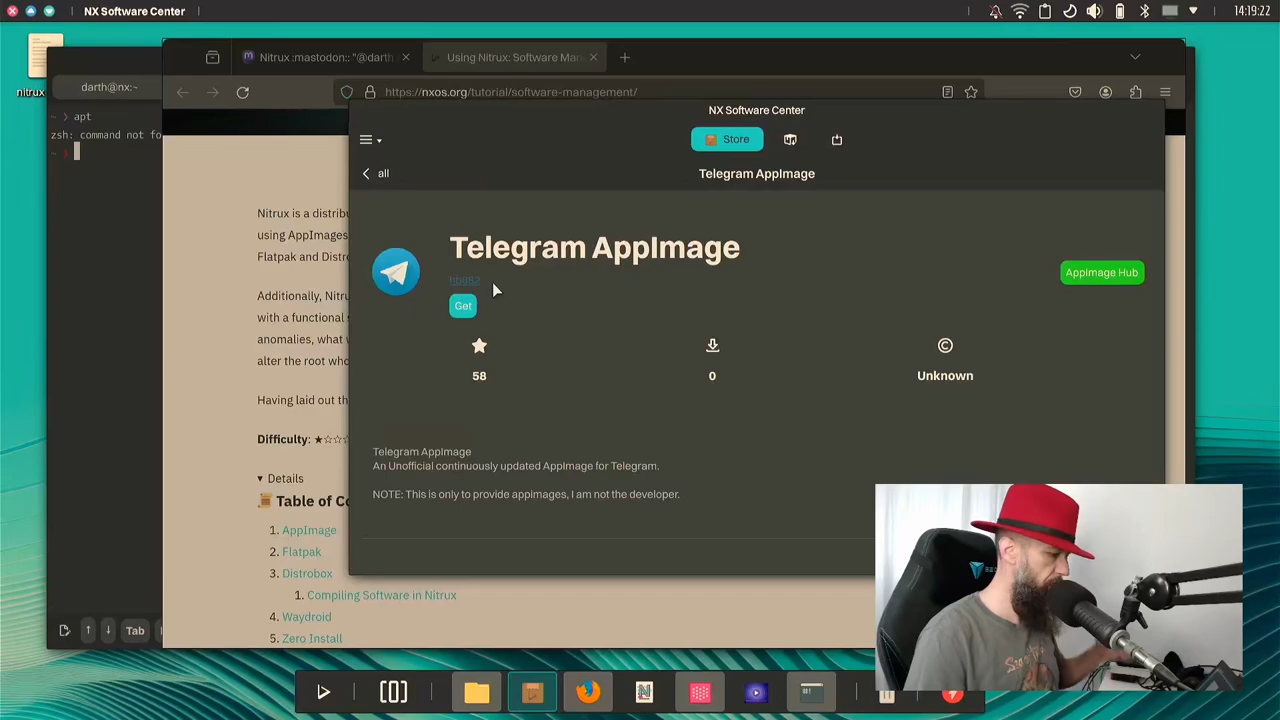 NX Software Center
14:19:22
nitrux
darth@nx:~
~ ❯ apt
zsh: command not fo
~ ❯
Nitrux :mastodon:: "@darth
Using Nitrux: Software Man
https://nxos.org/tutorial/software-management/
NX Software Center
Store
all
Telegram AppImage
Telegram AppImage
Get
AppImage Hub
58
0
Unknown
Telegram AppImage
An Unofficial continuously updated AppImage for Telegram.
NOTE: This is only to provide appimages, I am not the developer.
Nitrux is a distribu
using AppImages
Flatpak and Distro
Additionally, Nitru
with a functional s
anomalies, what w
alter the root who
Having laid out th
Difficulty: ★☆☆☆
▾ Details
Table of Co
1. AppImage
2. Flatpak
3. Distrobox
1. Compiling Software in Nitrux
4. Waydroid
5. Zero Install
↑ ↓ Tab